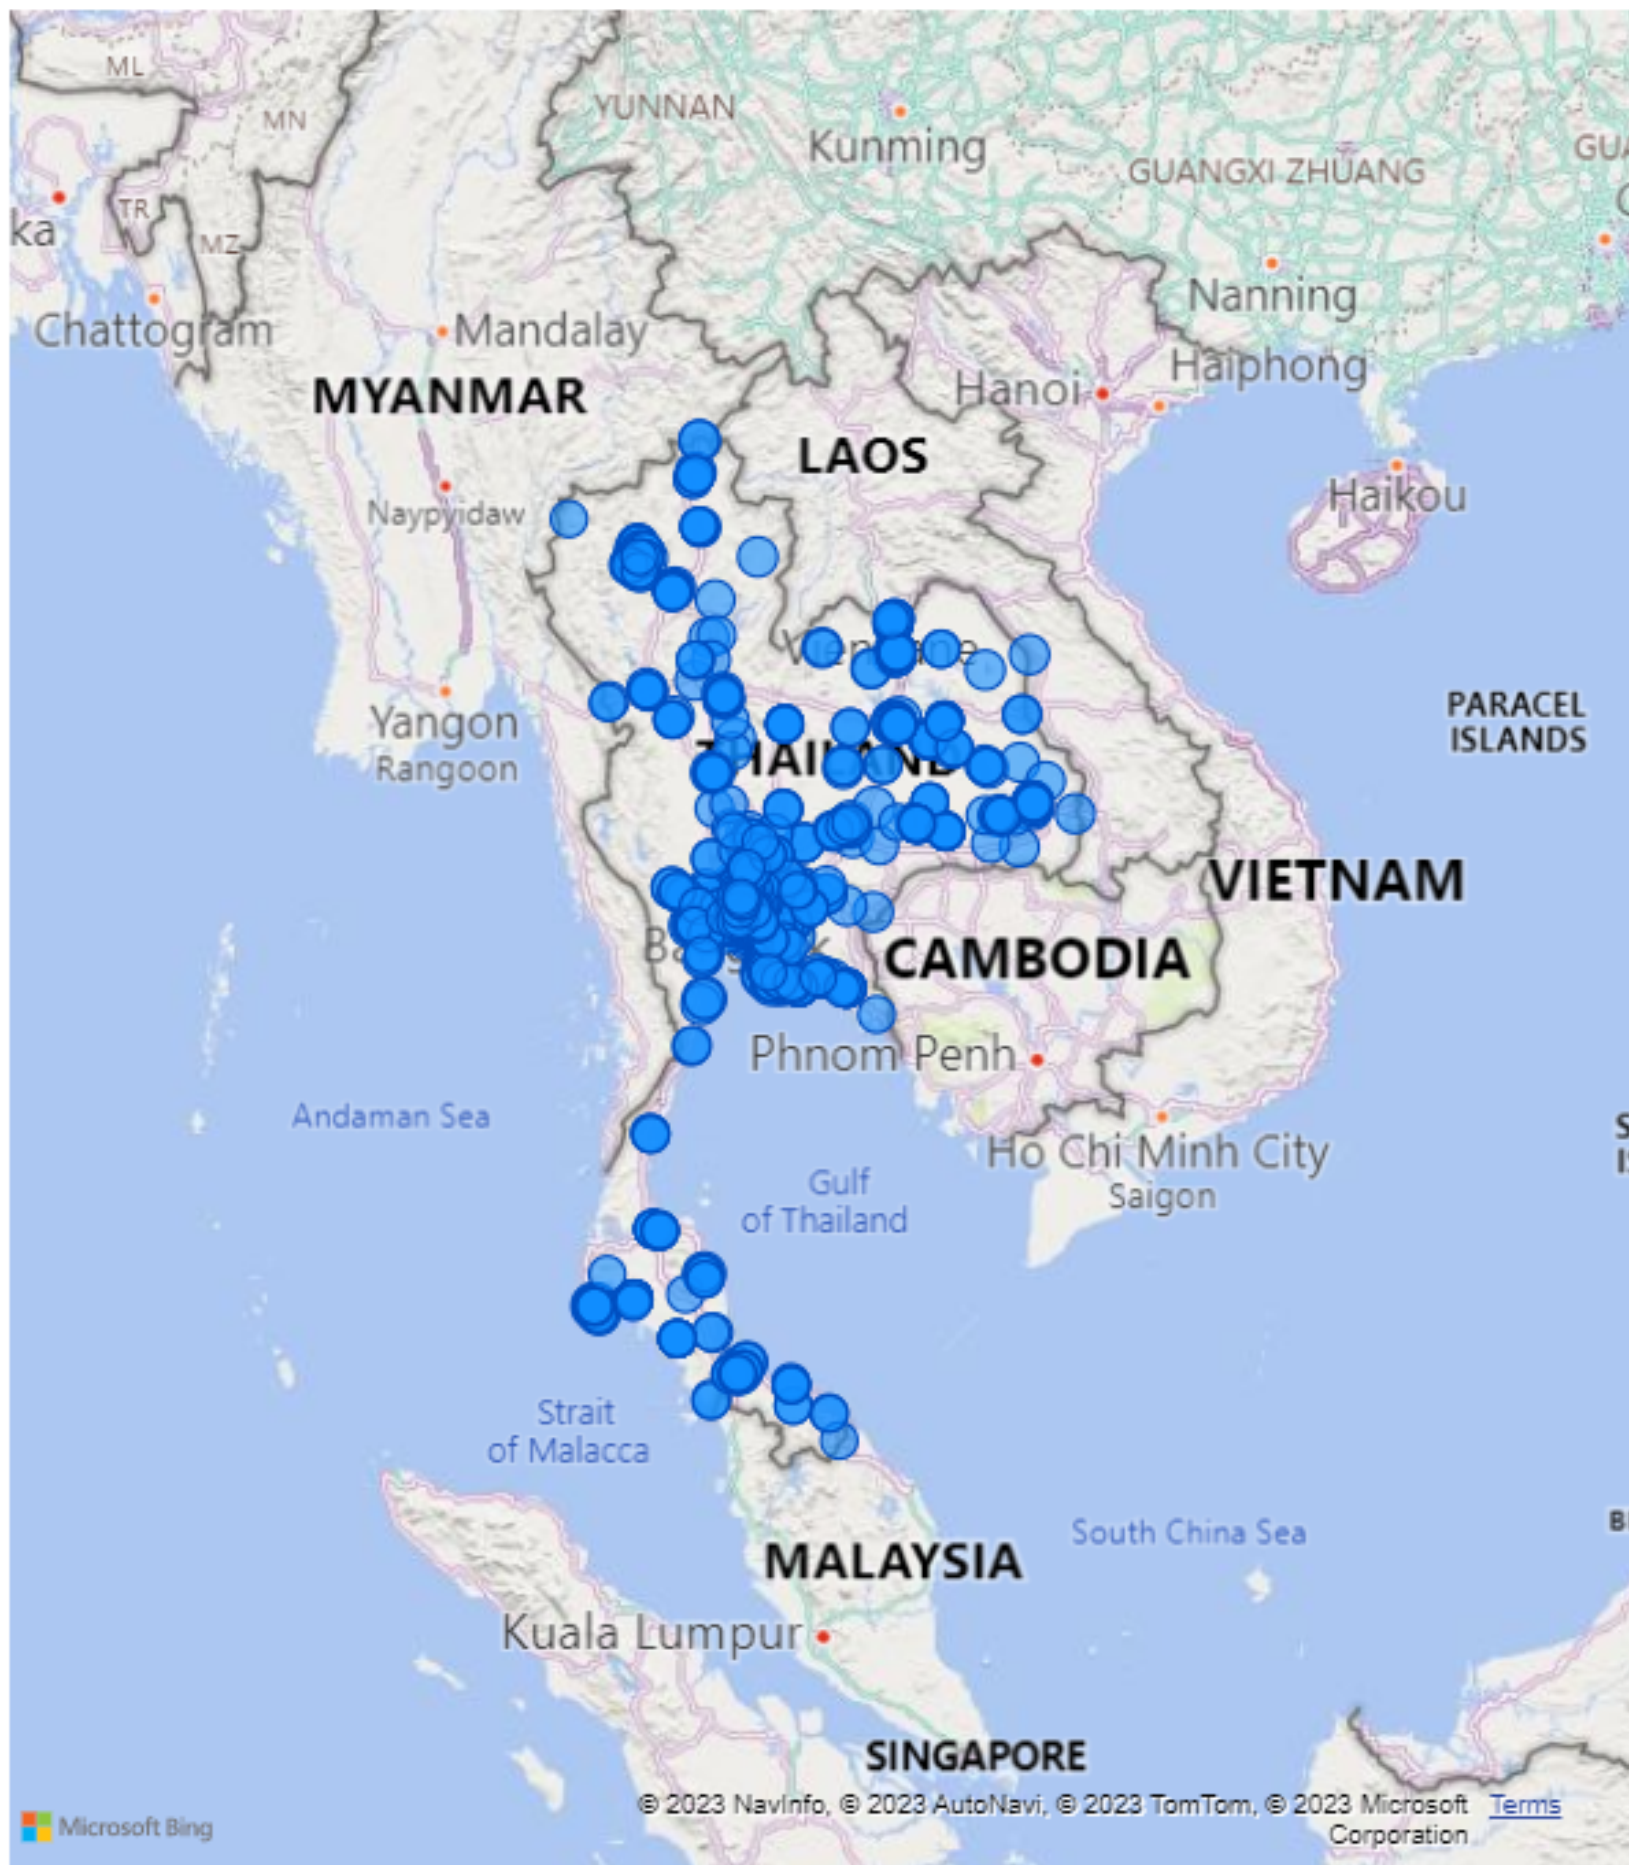 ML
YUNNAN
MN
Kunming
GUANGXI ZHUANG
GUA
TR
ka
MZ
Nanning
Chattogram
Mandalay
Haiphong
MYANMAR
Hanoi
LAOS
Naypyidaw
Haikou
Yangon
Rangoon
PARACEL
ISLANDS
THAILAND
VIETNAM
CAMBODIA
Phnom Penh
Andaman Sea
Ho Chi Minh City
Saigon
Gulf
of Thailand
Strait
of Malacca
South China Sea
MALAYSIA
Kuala Lumpur
SINGAPORE
© 2023 NavInfo, © 2023 AutoNavi, © 2023 TomTom, © 2023 Microsoft Terms
Corporation
Microsoft Bing